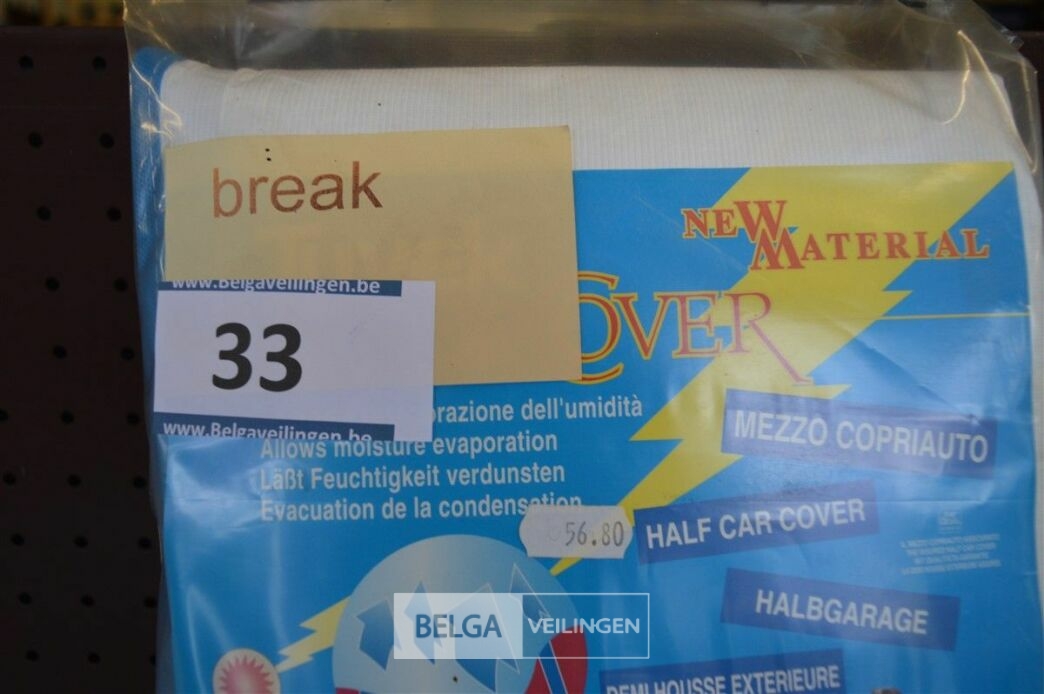 break
NEW
MATERIAL
COVER
www.Belgaveilingen.be
33
www.Belgaveilingen.be
orazione dell'umidità
Allows moisture evaporation
Läßt Feuchtigkeit verdunsten
Evacuation de la condensation
56.80
MEZZO COPRIAUTO
HALF CAR COVER
HALBGARAGE
DEMI HOUSSE EXTERIEURE
BELGA VEILINGEN